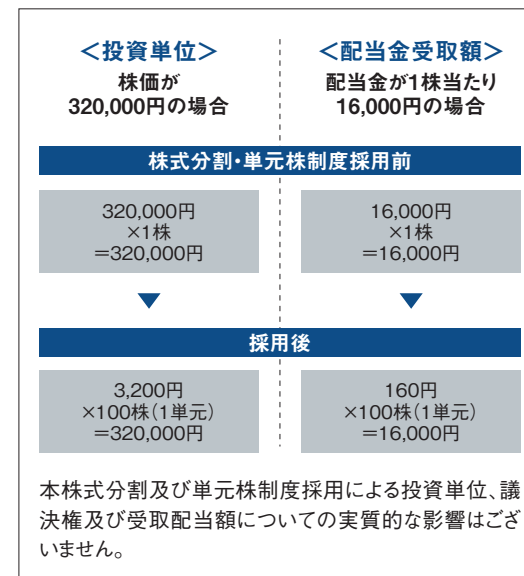 ＜投資単位＞
株価が
320,000円の場合
＜配当金受取額＞
配当金が1株当たり
16,000円の場合
株式分割・単元株制度採用前
320,000円
×1株
＝320,000円
16,000円
×1株
＝16,000円
採用後
3,200円
×100株（1単元）
＝320,000円
160円
×100株（1単元）
＝16,000円
本株式分割及び単元株制度採用による投資単位、議
決権及び受取配当額についての実質的な影響はござ
いません。